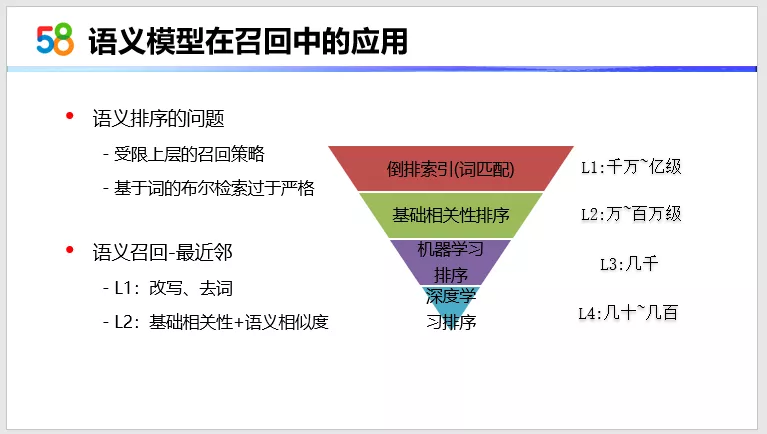 58 语义模型在召回中的应用
• 语义排序的问题
- 受限上层的召回策略
- 基于词的布尔检索过于严格
• 语义召回-最近邻
- L1：改写、去词
- L2：基础相关性+语义相似度
倒排索引(词匹配)
基础相关性排序
机器学习
排序
深度学
习排序
L1:千万~亿级
L2:万~百万级
L3:几千
L4:几十~几百